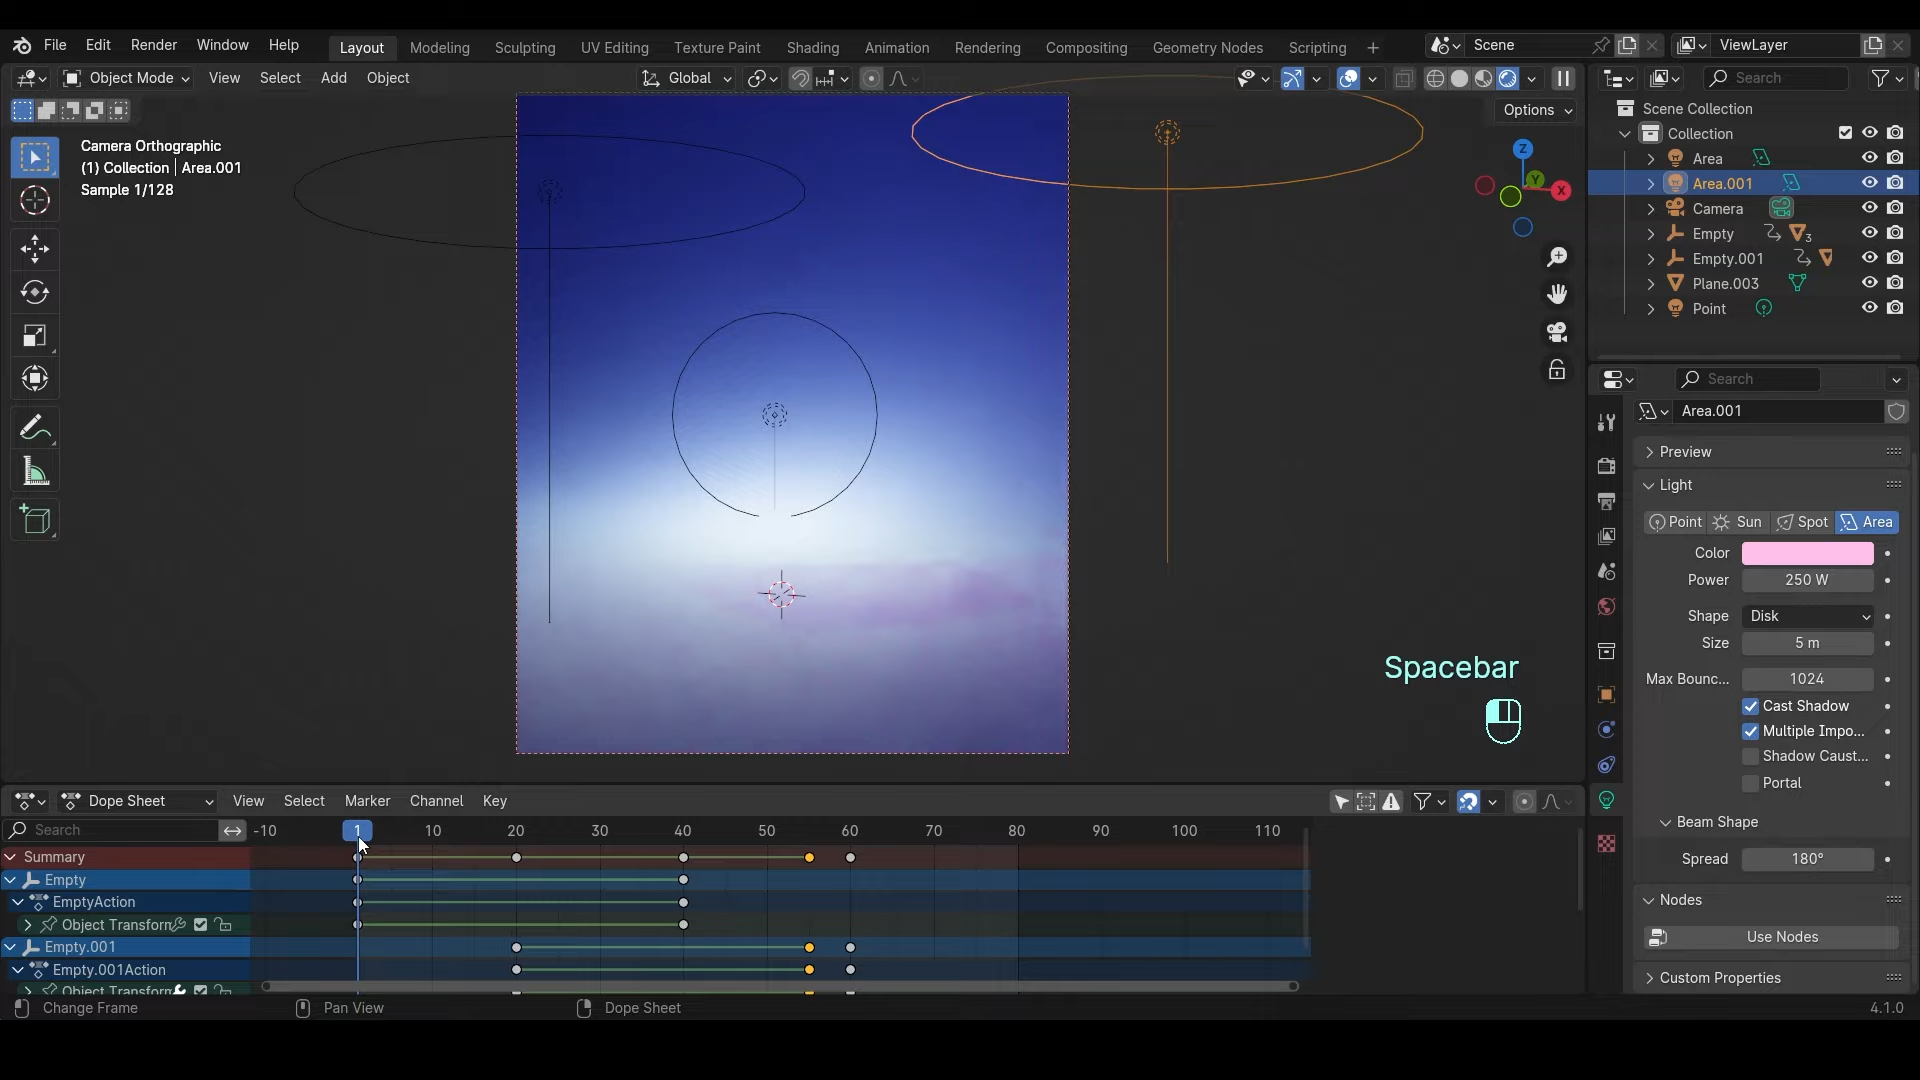 File Edit Render Window Help Layout Modeling Sculpting UV Editing Texture Paint Shading Animation Rendering Compositing Geometry Nodes Scripting + Scene ViewLayer
Object Mode View Select Add Object Global Search
Options
Camera Orthographic
(1) Collection | Area.001
Sample 1/128
Z
Y
X
Scene Collection
Collection
Area
Area.001
Camera
Empty 3
Empty.001
Plane.003
Point
Search
Area.001
Preview
Light
Point Sun Spot Area
Color
Power 250 W
Shape Disk
Size 5 m
Max Bounc... 1024
Cast Shadow
Multiple Impo...
Shadow Caust...
Portal
Beam Shape
Spread 180°
Nodes
Use Nodes
Custom Properties
Spacebar
Dope Sheet View Select Marker Channel Key
Search -10 1 10 20 30 40 50 60 70 80 90 100 110
Summary
Empty
EmptyAction
Object Transform
Empty.001
Empty.001Action
Object Transform
Change Frame Pan View Dope Sheet 4.1.0